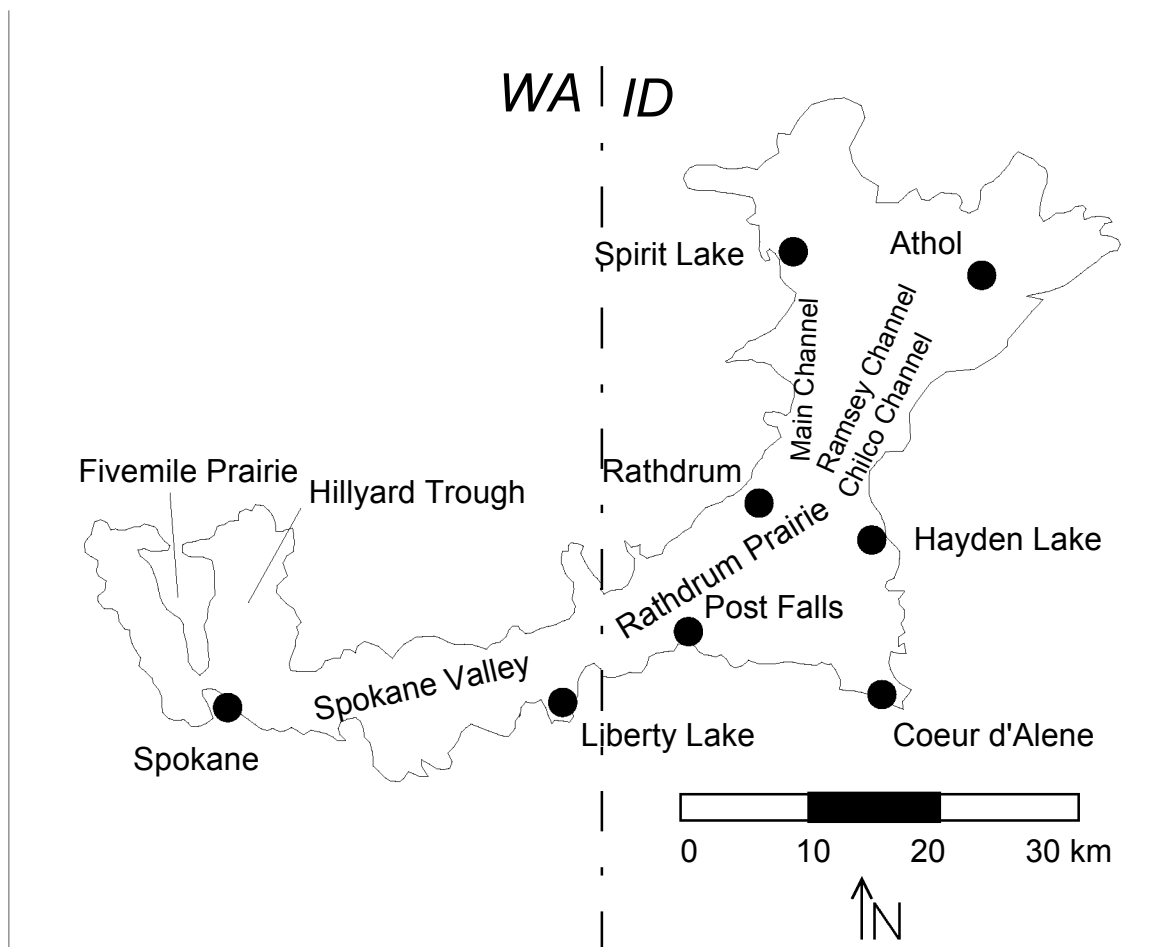 WA ID
Athol
Spirit Lake
Main Channel
Ramsey Channel
Chilco Channel
Fivemile Prairie
Rathdrum
Hillyard Trough
Hayden Lake
Rathdrum Prairie
Post Falls
Spokane Valley
Liberty Lake
Coeur d'Alene
Spokane
0 10 20 30 km
N